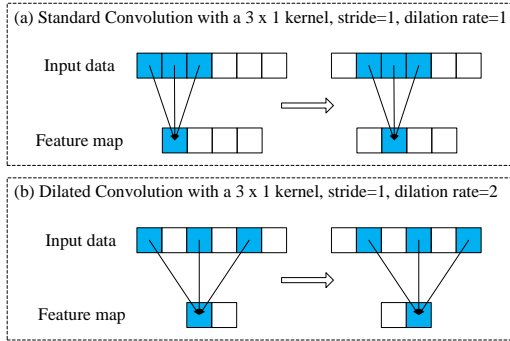 (a) Standard Convolution with a 3 x 1 kernel, stride=1, dilation rate=1
Input data
Feature map
(b) Dilated Convolution with a 3 x 1 kernel, stride=1, dilation rate=2
Input data
Feature map